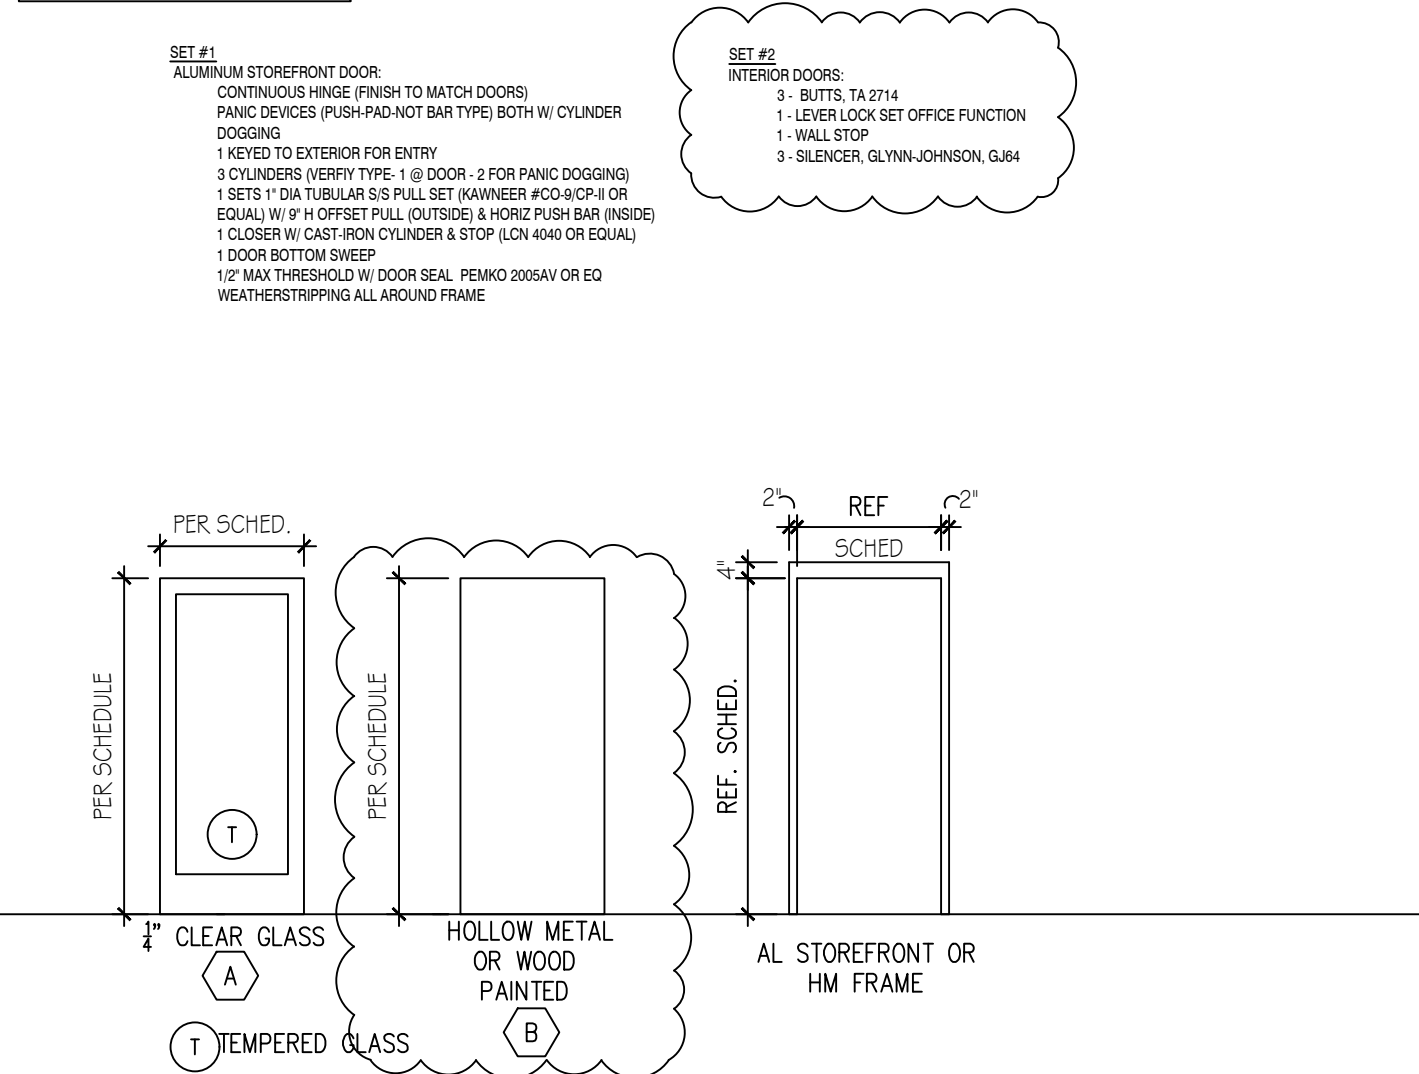 SET #1
ALUMINUM STOREFRONT DOOR:
CONTINUOUS HINGE (FINISH TO MATCH DOORS)
PANIC DEVICES (PUSH-PAD-NOT BAR TYPE) BOTH W/ CYLINDER
DOGGING
1 KEYED TO EXTERIOR FOR ENTRY
3 CYLINDERS (VERFIY TYPE- 1 @ DOOR - 2 FOR PANIC DOGGING)
1 SETS 1" DIA TUBULAR S/S PULL SET (KAWNEER #CO-9/CP-II OR
EQUAL) W/ 9" H OFFSET PULL (OUTSIDE) & HORIZ PUSH BAR (INSIDE)
1 CLOSER W/ CAST-IRON CYLINDER & STOP (LCN 4040 OR EQUAL)
1 DOOR BOTTOM SWEEP
1/2" MAX THRESHOLD W/ DOOR SEAL PEMKO 2005AV OR EQ
WEATHERSTRIPPING ALL AROUND FRAME
SET #2
INTERIOR DOORS:
3 - BUTTS, TA 2714
1 - LEVER LOCK SET OFFICE FUNCTION
1 - WALL STOP
3 - SILENCER, GLYNN-JOHNSON, GJ64
PER SCHED.
PER SCHEDULE
T
1/4" CLEAR GLASS
A
T TEMPERED GLASS
PER SCHEDULE
HOLLOW METAL
OR WOOD
PAINTED
B
2" REF 2"
SCHED
4"
REF. SCHED.
AL STOREFRONT OR
HM FRAME